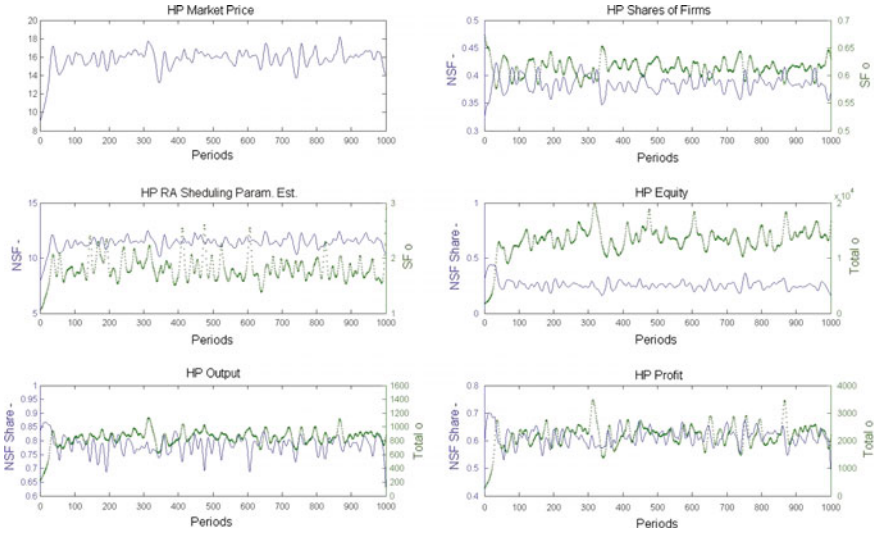 HP Market Price
20
18
16
14
12
10
8
0 100 200 300 400 500 600 700 800 900 1000
Periods
HP Shares of Firms
NSF -
0.5
0.45
0.4
0.35
0.3
0.7
0.65
0.6
0.55
0.5
SF o
0 100 200 300 400 500 600 700 800 900 1000
Periods
HP RA Sheduling Param. Est.
NSF -
15
10
5
3
2
1
SF o
0 100 200 300 400 500 600 700 800 900 1000
Periods
HP Equity
NSF Share -
1
0.5
0
x 10⁴
2
1
0
Total o
0 100 200 300 400 500 600 700 800 900 1000
Periods
HP Output
NSF Share -
1
0.95
0.9
0.85
0.8
0.75
0.7
0.65
0.6
1600
1400
1200
1000
800
600
400
200
0
Total o
0 100 200 300 400 500 600 700 800 900 1000
Periods
HP Profit
NSF Share -
0.8
0.7
0.6
0.5
0.4
4000
3000
2000
1000
0
Total o
0 100 200 300 400 500 600 700 800 900 1000
Periods